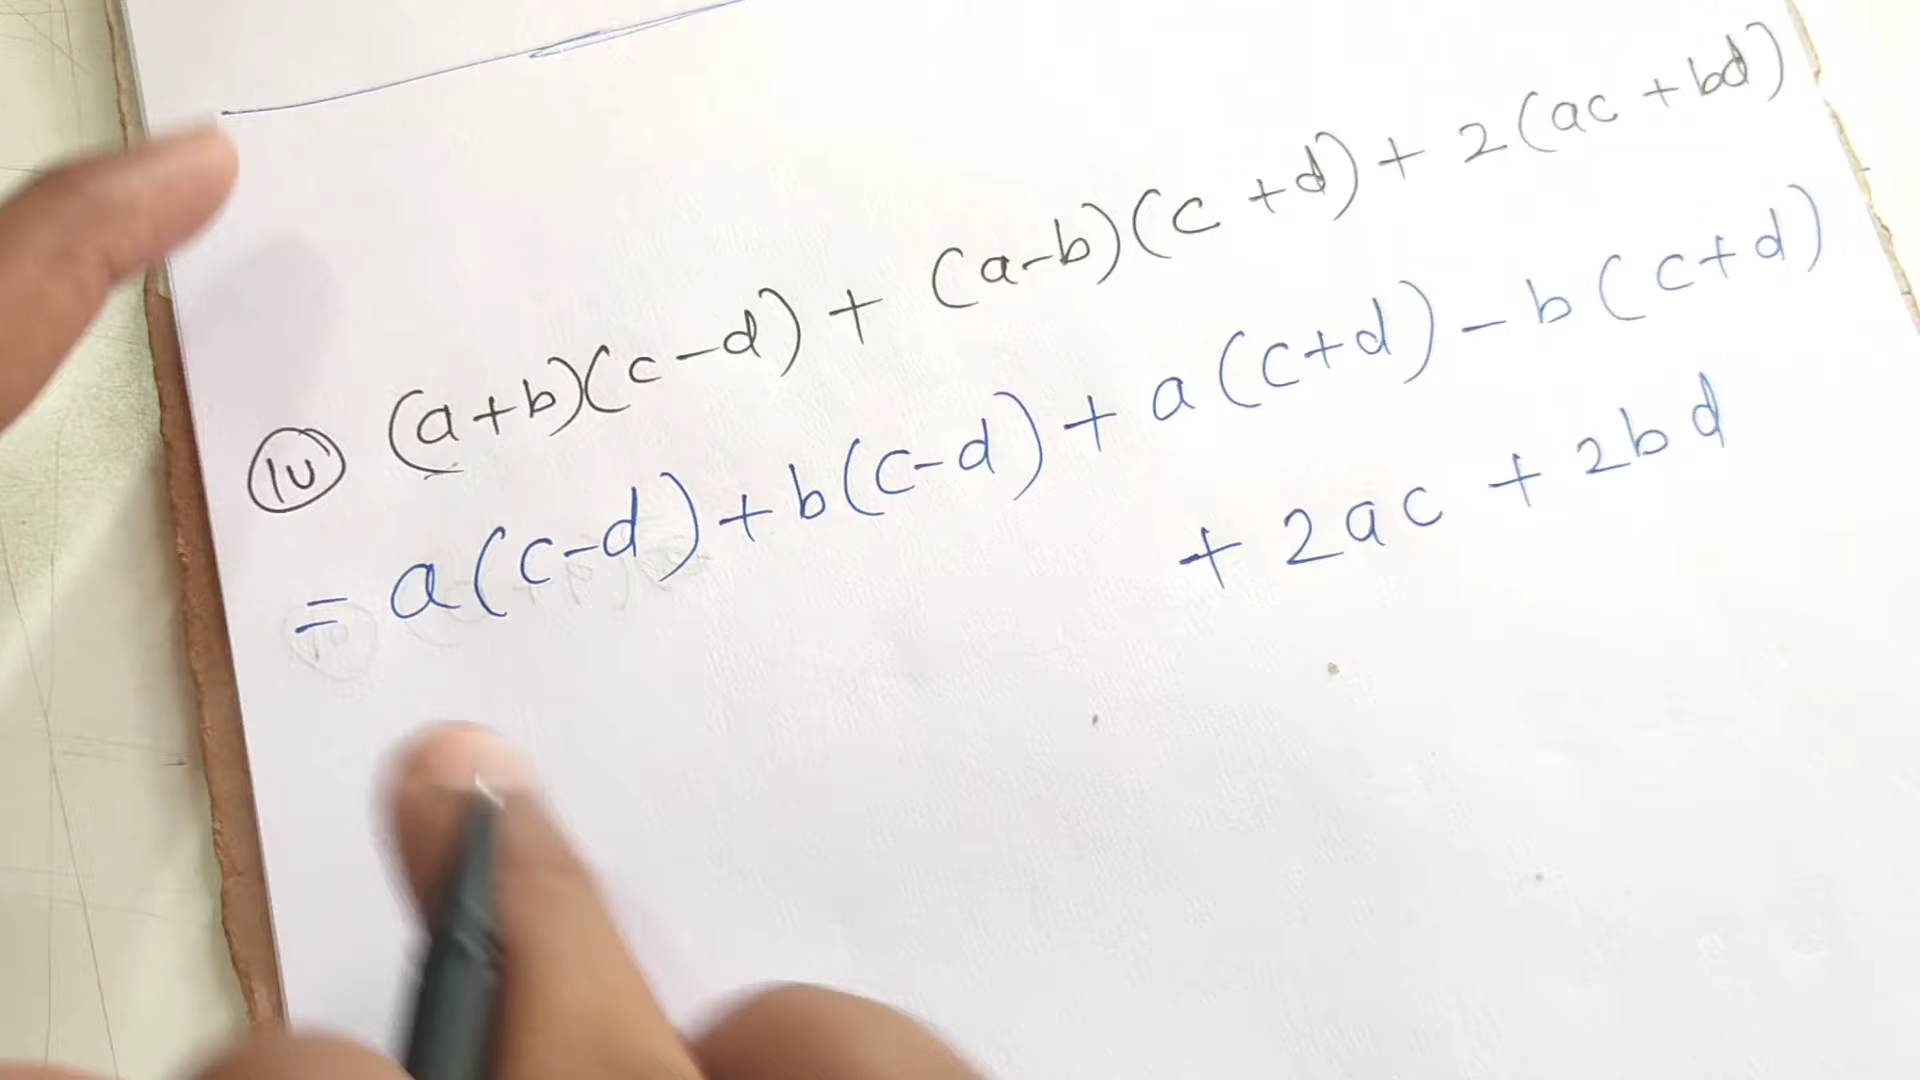 (iv) (a+b)(c-d) + (a-b)(c+d) + 2(ac+bd)
= a(c-d) + b(c-d) + a(c+d) - b(c+d)
+ 2ac + 2bd